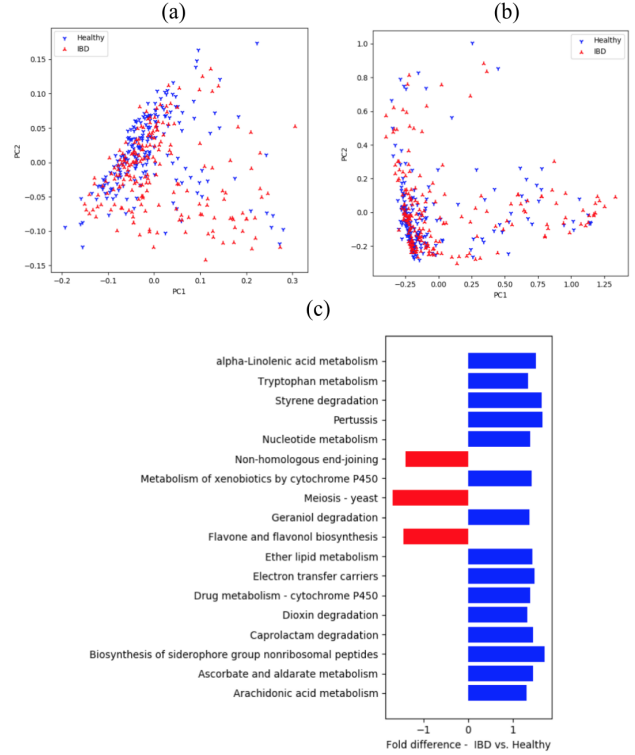 (a)
(b)
Healthy
IBD
0.15
0.10
0.05
0.00
−0.05
−0.10
−0.15
PC2
−0.2
−0.1
0.0
0.1
0.2
0.3
PC1
Healthy
IBD
1.0
0.8
0.6
0.4
0.2
0.0
−0.2
PC2
−0.25
0.00
0.25
0.50
0.75
1.00
1.25
PC1
(c)
alpha-Linolenic acid metabolism
Tryptophan metabolism
Styrene degradation
Pertussis
Nucleotide metabolism
Non-homologous end-joining
Metabolism of xenobiotics by cytochrome P450
Meiosis - yeast
Geraniol degradation
Flavone and flavonol biosynthesis
Ether lipid metabolism
Electron transfer carriers
Drug metabolism - cytochrome P450
Dioxin degradation
Caprolactam degradation
Biosynthesis of siderophore group nonribosomal peptides
Ascorbate and aldarate metabolism
Arachidonic acid metabolism
−1
0
1
Fold difference - IBD vs. Healthy